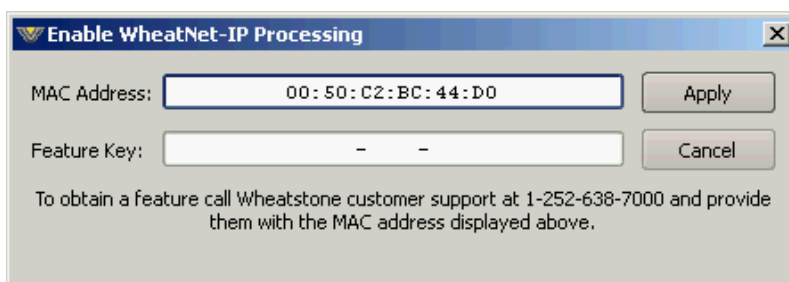 Enable WheatNet-IP Processing
MAC Address: 00:50:C2:BC:44:D0 Apply
Feature Key: - - Cancel
To obtain a feature call Wheatstone customer support at 1-252-638-7000 and provide
them with the MAC address displayed above.